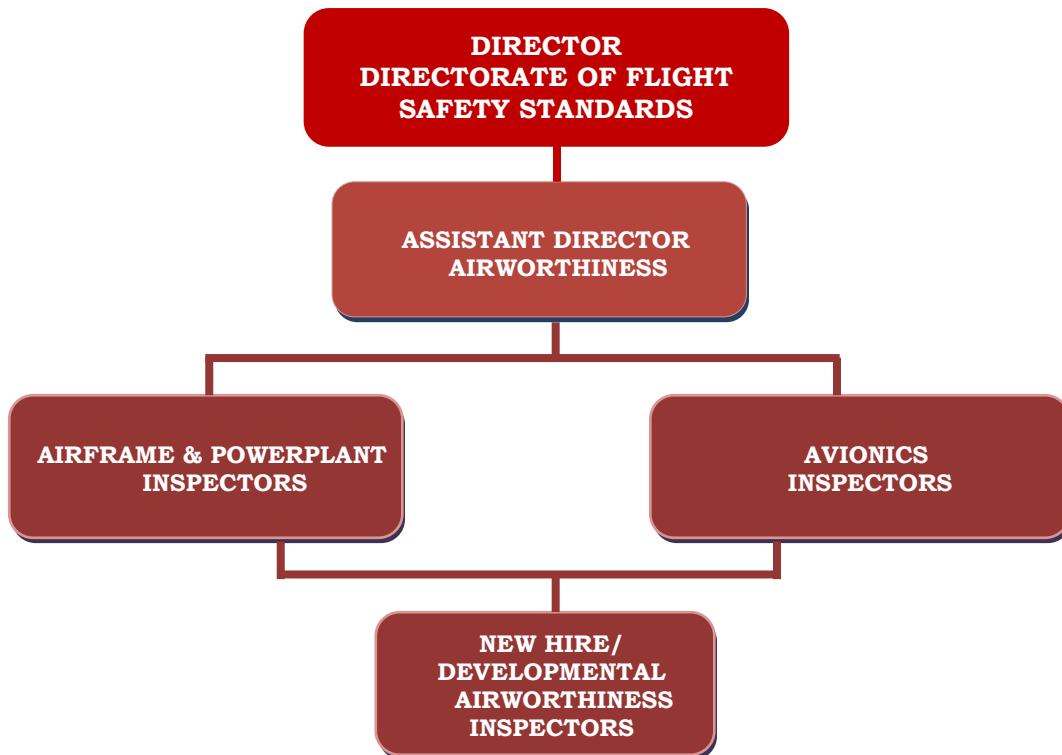 DIRECTOR
DIRECTORATE OF FLIGHT
SAFETY STANDARDS
ASSISTANT DIRECTOR
AIRWORTHINESS
AIRFRAME & POWERPLANT
INSPECTORS
AVIONICS
INSPECTORS
NEW HIRE/
DEVELOPMENTAL
AIRWORTHINESS
INSPECTORS